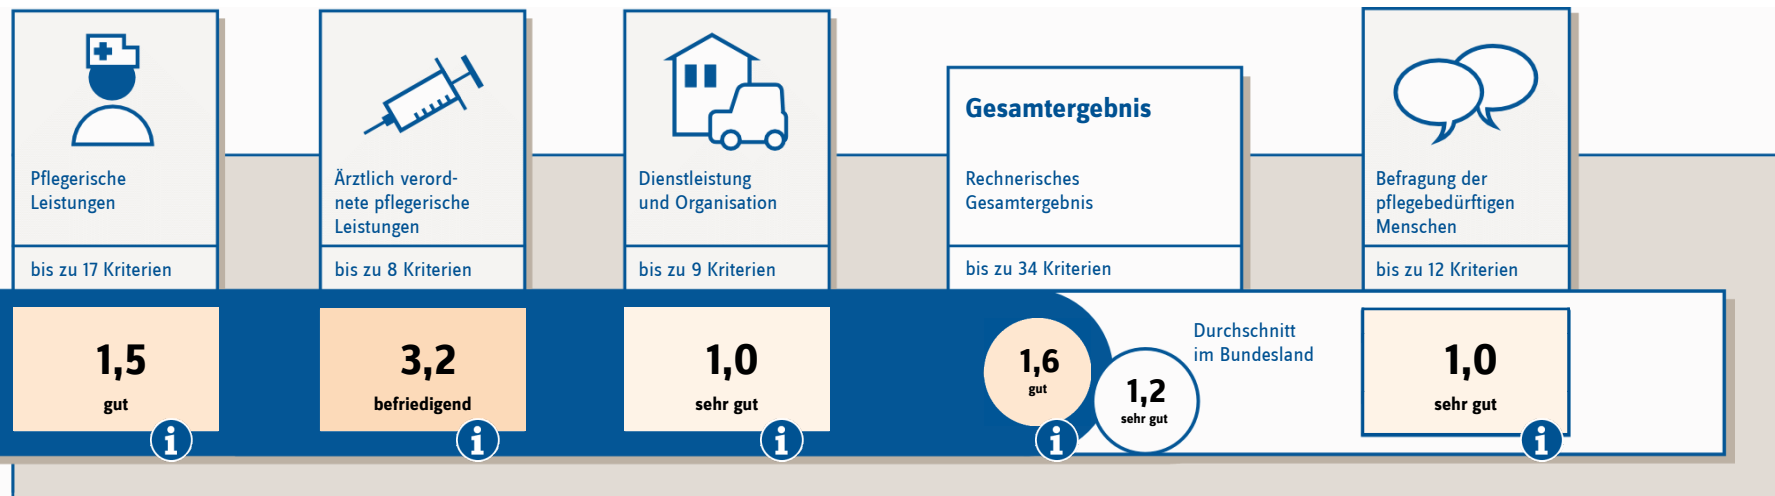 Pflegerische
Leistungen
bis zu 17 Kriterien
1,5
gut
i
Ärztlich verord-
nete pflegerische
Leistungen
bis zu 8 Kriterien
3,2
befriedigend
i
Dienstleistung
und Organisation
bis zu 9 Kriterien
1,0
sehr gut
i
Gesamtergebnis
Rechnerisches
Gesamtergebnis
bis zu 34 Kriterien
1,6
gut
i
1,2
sehr gut
Durchschnitt
im Bundesland
Befragung der
pflegebedürftigen
Menschen
bis zu 12 Kriterien
1,0
sehr gut
i